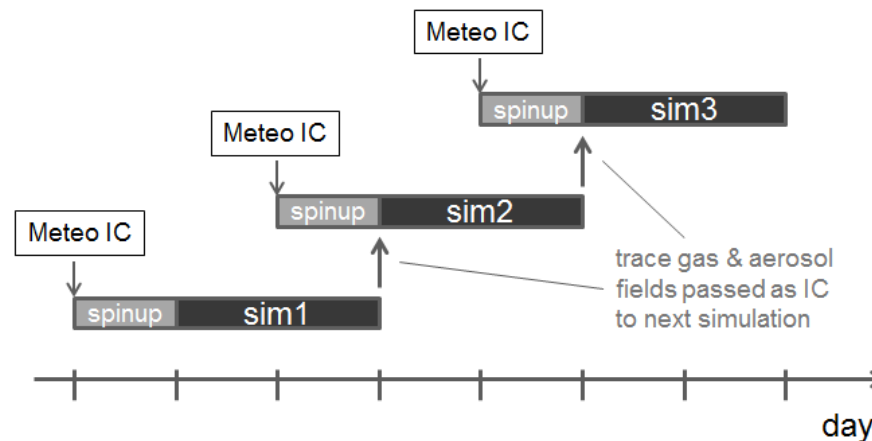 Meteo IC
spinup sim3
Meteo IC
spinup sim2
Meteo IC
trace gas & aerosol
fields passed as IC
to next simulation
spinup sim1
day